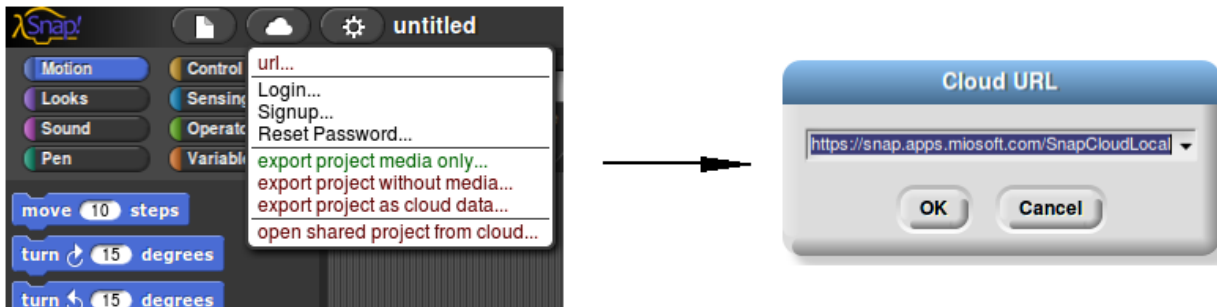 λSnap!
untitled
Motion
Control
Looks
Sensing
Sound
Operato
Pen
Variabl
url...
Login...
Signup...
Reset Password...
export project media only...
export project without media...
export project as cloud data...
open shared project from cloud...
move 10 steps
turn 15 degrees
turn 15 degrees
Cloud URL
https://snap.apps.miosoft.com/SnapCloudLocal
OK
Cancel